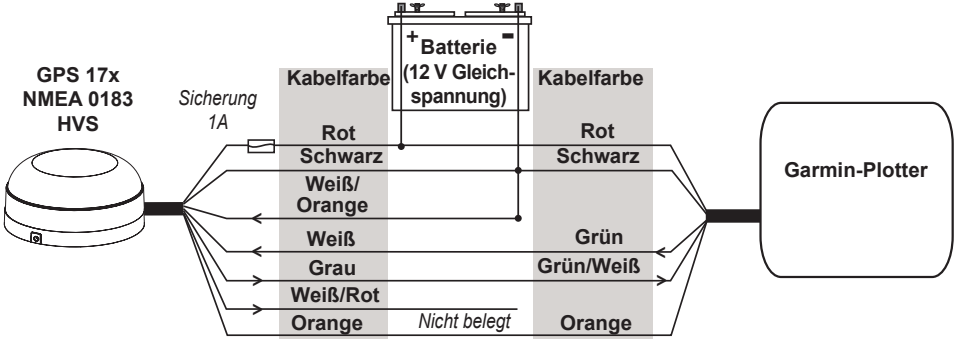 + -
Batterie
(12 V Gleich-
spannung)
GPS 17x
NMEA 0183
HVS
Sicherung
1A
Kabelfarbe
Rot
Schwarz
Weiß/
Orange
Weiß
Grau
Weiß/Rot
Orange
Nicht belegt
Kabelfarbe
Rot
Schwarz
Grün
Grün/Weiß
Orange
Garmin-Plotter